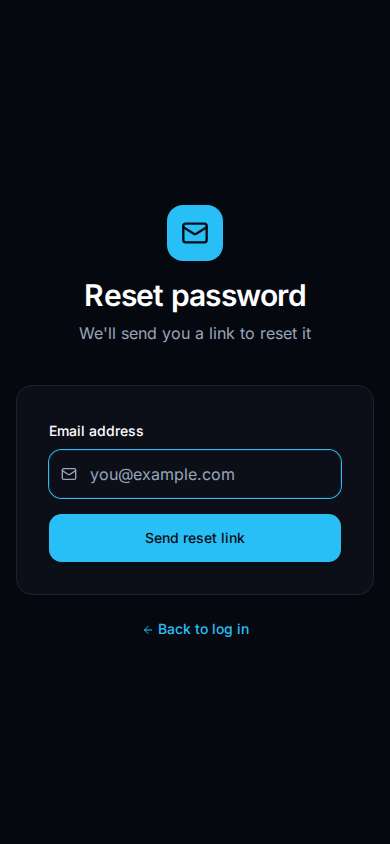 Reset password
We'll send you a link to reset it
Email address
you@example.com
Send reset link
← Back to log in